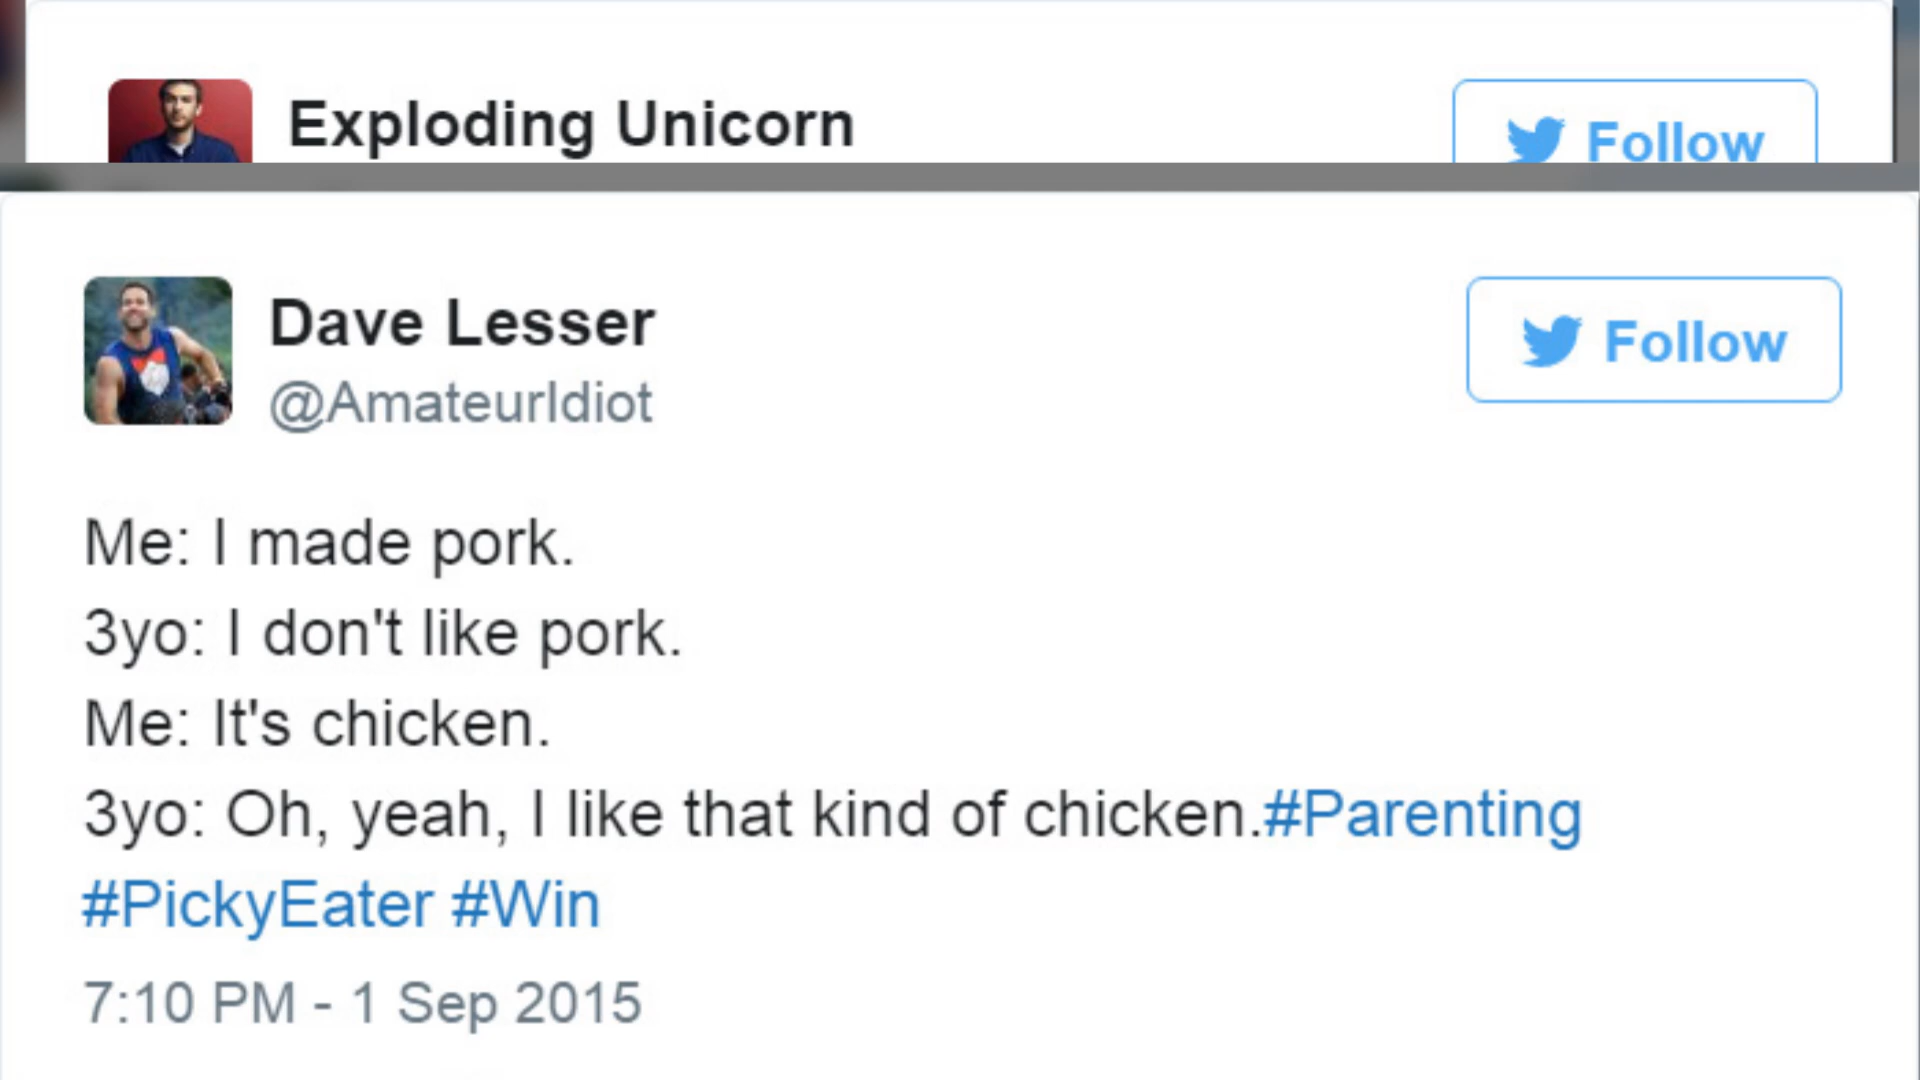 Exploding Unicorn
Follow
Dave Lesser
@AmateurIdiot
Follow
Me: I made pork.
3yo: I don't like pork.
Me: It's chicken.
3yo: Oh, yeah, I like that kind of chicken.#Parenting
#PickyEater #Win
7:10 PM - 1 Sep 2015